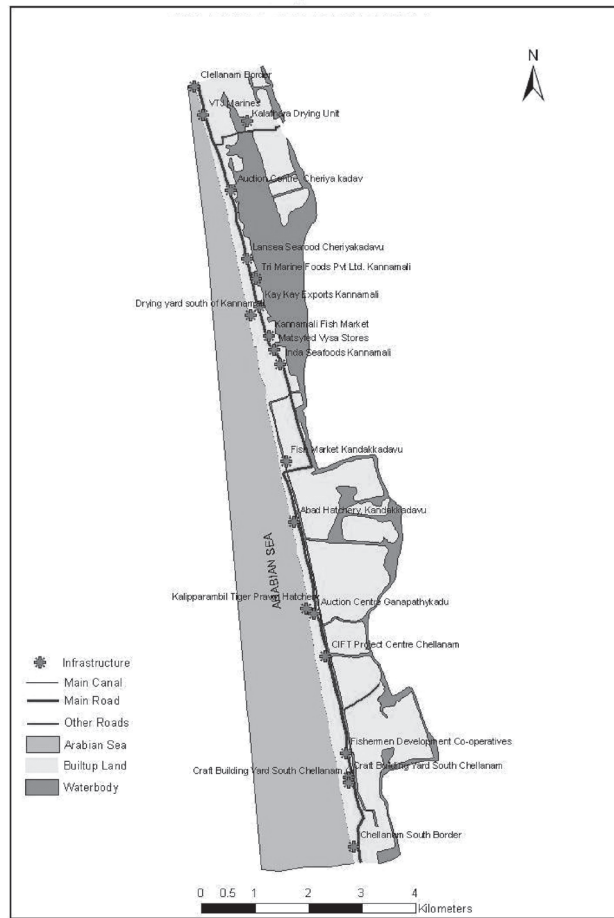 N
Clellanam Border
VTJ Marines
Kalathara Drying Unit
Auction Centre, Cheriya kadav
Lansea Seafood Cheriyakadavu
Tri Marine Foods Pvt Ltd. Kannamali
Kay Kay Exports Kannamali
Drying yard south of Kannamali
Kannamali Fish Market
Matsyfed Vysa Stores
Inda Seafoods Kannamali
Fish Market Kandakkadavu
Abad Hatchery, Kandakkadavu
ARABIAN SEA
Kalipparambil Tiger Prawn Hatchery
Auction Centre Ganapathykadu
CIFT Project Centre Chellanam
Fishermen Development Co-operatives
Craft Building Yard South Chellanam
Craft Building Yard South Chellanam
Chellanam South Border
Infrastructure
Main Canal
Main Road
Other Roads
Arabian Sea
Builtup Land
Waterbody
0 0.5 1 2 3 4
Kilometers